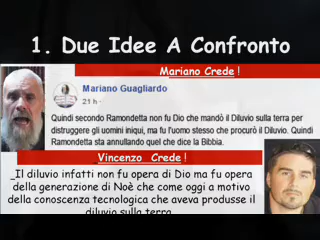 1. Due Idee A Confronto
Mariano Crede !
Mariano Guagliardo
21 h ·
Quindi secondo Ramondetta non fu Dio che mandò il Diluvio sulla terra per
distruggere gli uomini iniqui, ma fu l'uomo stesso che procurò il Diluvio. Quindi
Ramondetta sta annullando quel che dice la Bibbia.
Vincenzo Crede !
_Il diluvio infatti non fu opera di Dio ma fu opera
della generazione di Noè che come oggi a motivo
della conoscenza tecnologica che aveva produsse il
diluvio sulla terra